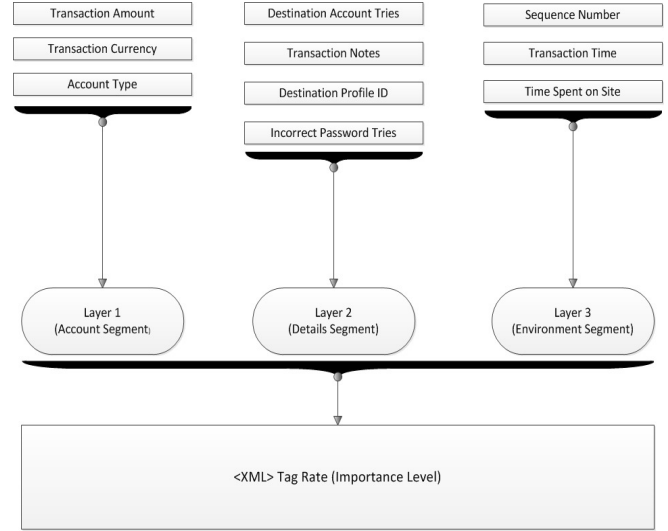 Transaction Amount
Transaction Currency
Account Type
Destination Account Tries
Transaction Notes
Destination Profile ID
Incorrect Password Tries
Sequence Number
Transaction Time
Time Spent on Site
Layer 1
(Account Segment)
Layer 2
(Details Segment)
Layer 3
(Environment Segment)
<XML> Tag Rate (Importance Level)